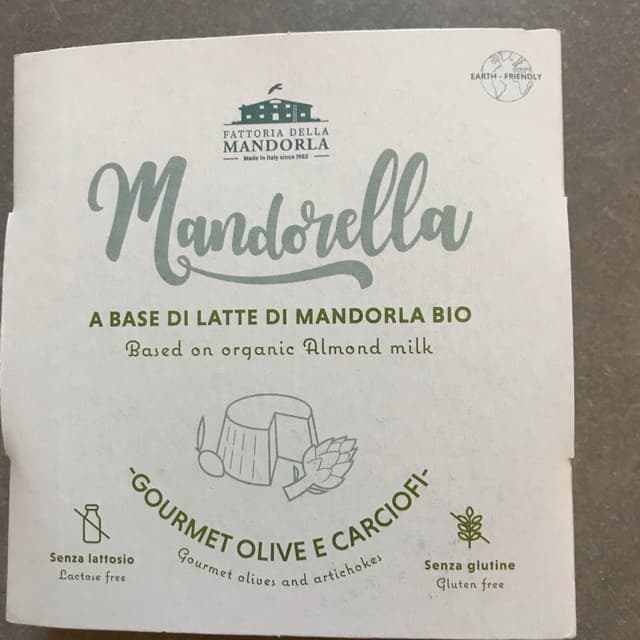 EARTH - FRIENDLY
FATTORIA DELLA
MANDORLA
Made in Italy since 1983
Mandorella
A BASE DI LATTE DI MANDORLA BIO
Based on organic Almond milk
-GOURMET OLIVE E CARCIOFI-
Gourmet olives and artichokes
Senza lattosio
Lactose free
Senza glutine
Gluten free